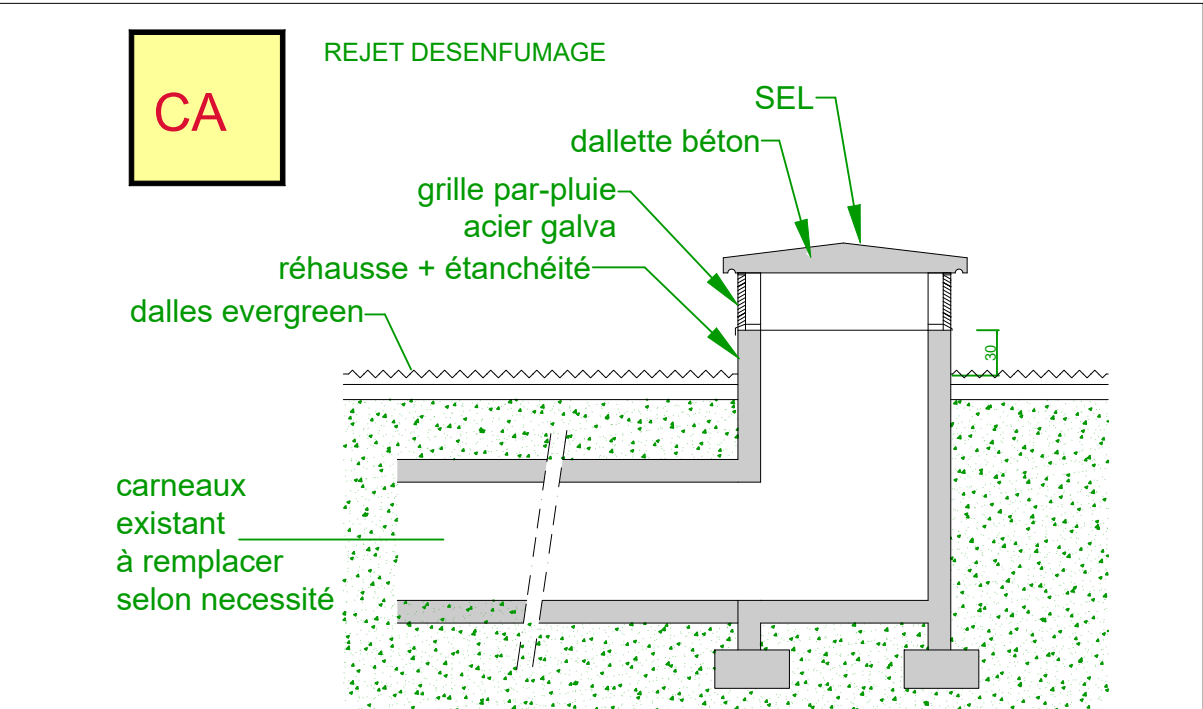 CA
REJET DESENFUMAGE
SEL
dallette béton
grille par-pluie
acier galva
réhausse + étanchéité
dalles evergreen
30
carneaux
existant
à remplacer
selon necessité